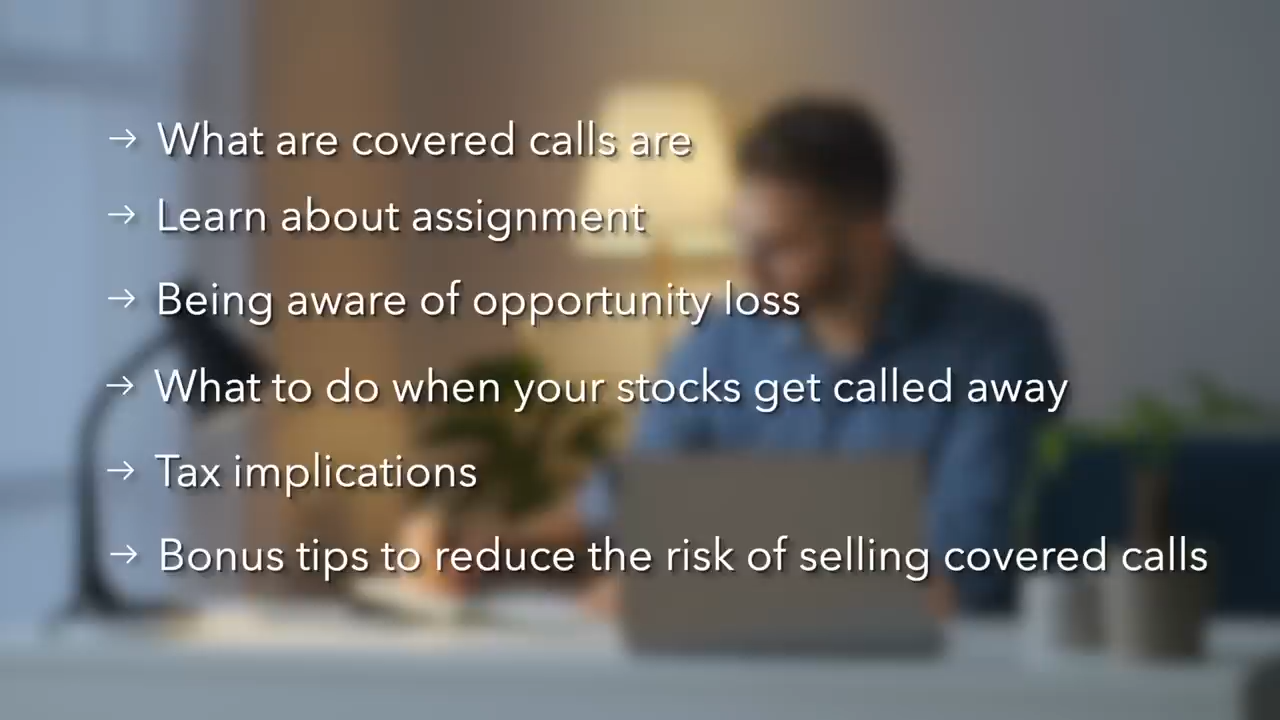 → What are covered calls are
→ Learn about assignment
→ Being aware of opportunity loss
→ What to do when your stocks get called away
→ Tax implications
→ Bonus tips to reduce the risk of selling covered calls